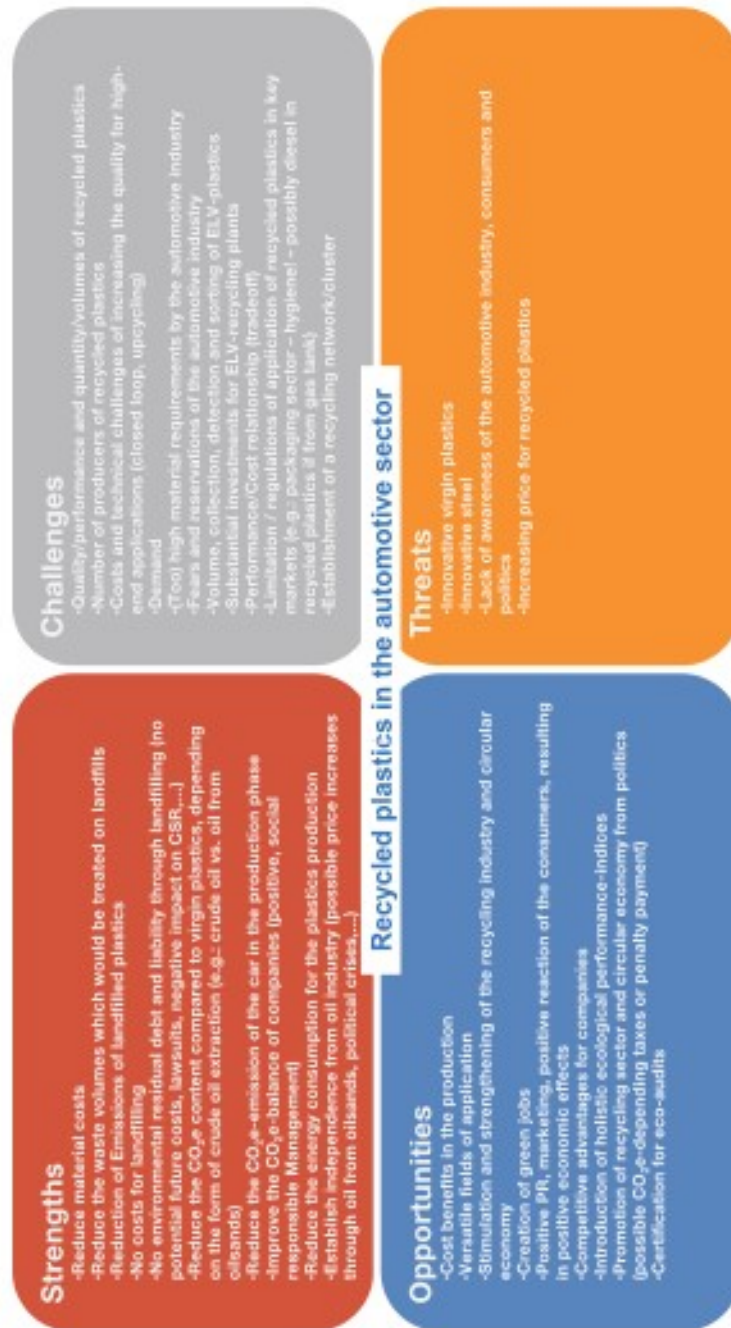 Strengths
-Reduce material costs
-Reduce the waste volumes which would be treated on landfills
-Reduction of Emissions of landfilled plastics
-No costs for landfilling
-No environmental residual debt and liability through landfilling (no
potential future costs, lawsuits, negative impact on CSR,...)
-Reduce the CO₂e content compared to virgin plastics, depending
on the form of crude oil extraction (e.g. crude oil vs. oil from
oilsands)
-Reduce the CO₂e-emission of the car in the production phase
-Improve the CO₂e-balance of companies (positive, social
responsible Management)
-Reduce the energy consumption for the plastics production
-Establish independence from oil industry (possible price increases
through oil from oilsands, political crises,...)
Challenges
-Quality/performance and quantity/volumes of recycled plastics
-Number of producers of recycled plastics
-Costs and technical challenges of increasing the quality for high-
end applications (closed loop, upcycling)
-Demand
-(Too) high material requirements by the automotive industry
-Fears and reservations of the automotive industry
-Volume, collection, detection and sorting of ELV-plastics
-Substantial investments for ELV-recycling plants
-Performance/Cost relationship (tradeoff)
-Limitation / regulations of application of recycled plastics in key
markets (e.g. packaging sector – hygiene! – possibly diesel in
recycled plastics if from gas tank)
-Establishment of a recycling network/cluster
Recycled plastics in the automotive sector
Opportunities
-Cost benefits in the production
-Versatile fields of application
-Stimulation and strengthening of the recycling industry and circular
economy
-Creation of green jobs
-Positive PR, marketing, positive reaction of the consumers, resulting
in positive economic effects
-Competitive advantages for companies
-Introduction of holistic ecological performance-indices
-Promotion of recycling sector and circular economy from politics
(possible CO₂e-depending taxes or penalty payment)
-Certification for eco-audits
Threats
-Innovative virgin plastics
-Innovative steel
-Lack of awareness of the automotive industry, consumers and
politics
-Increasing price for recycled plastics